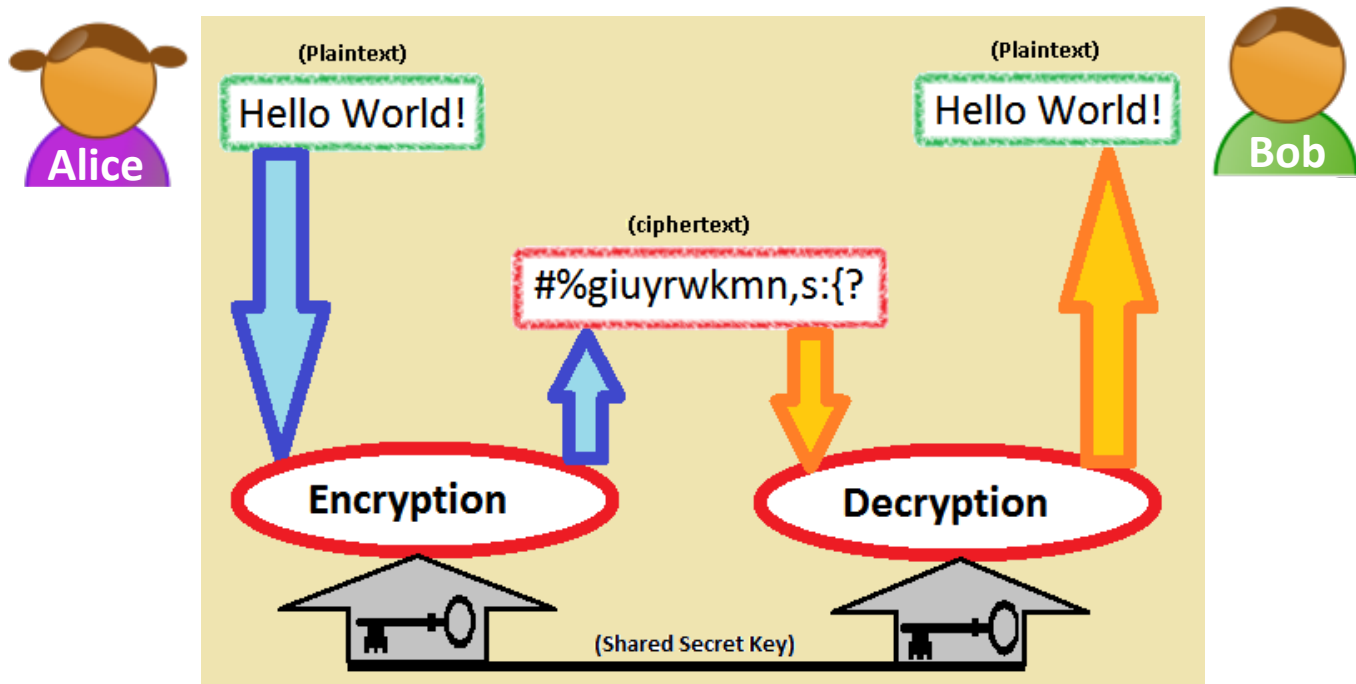 (Plaintext)
Hello World!
Alice
(Plaintext)
Hello World!
Bob
(ciphertext)
#%giuyrwkmn,s:{?
Encryption
Decryption
(Shared Secret Key)